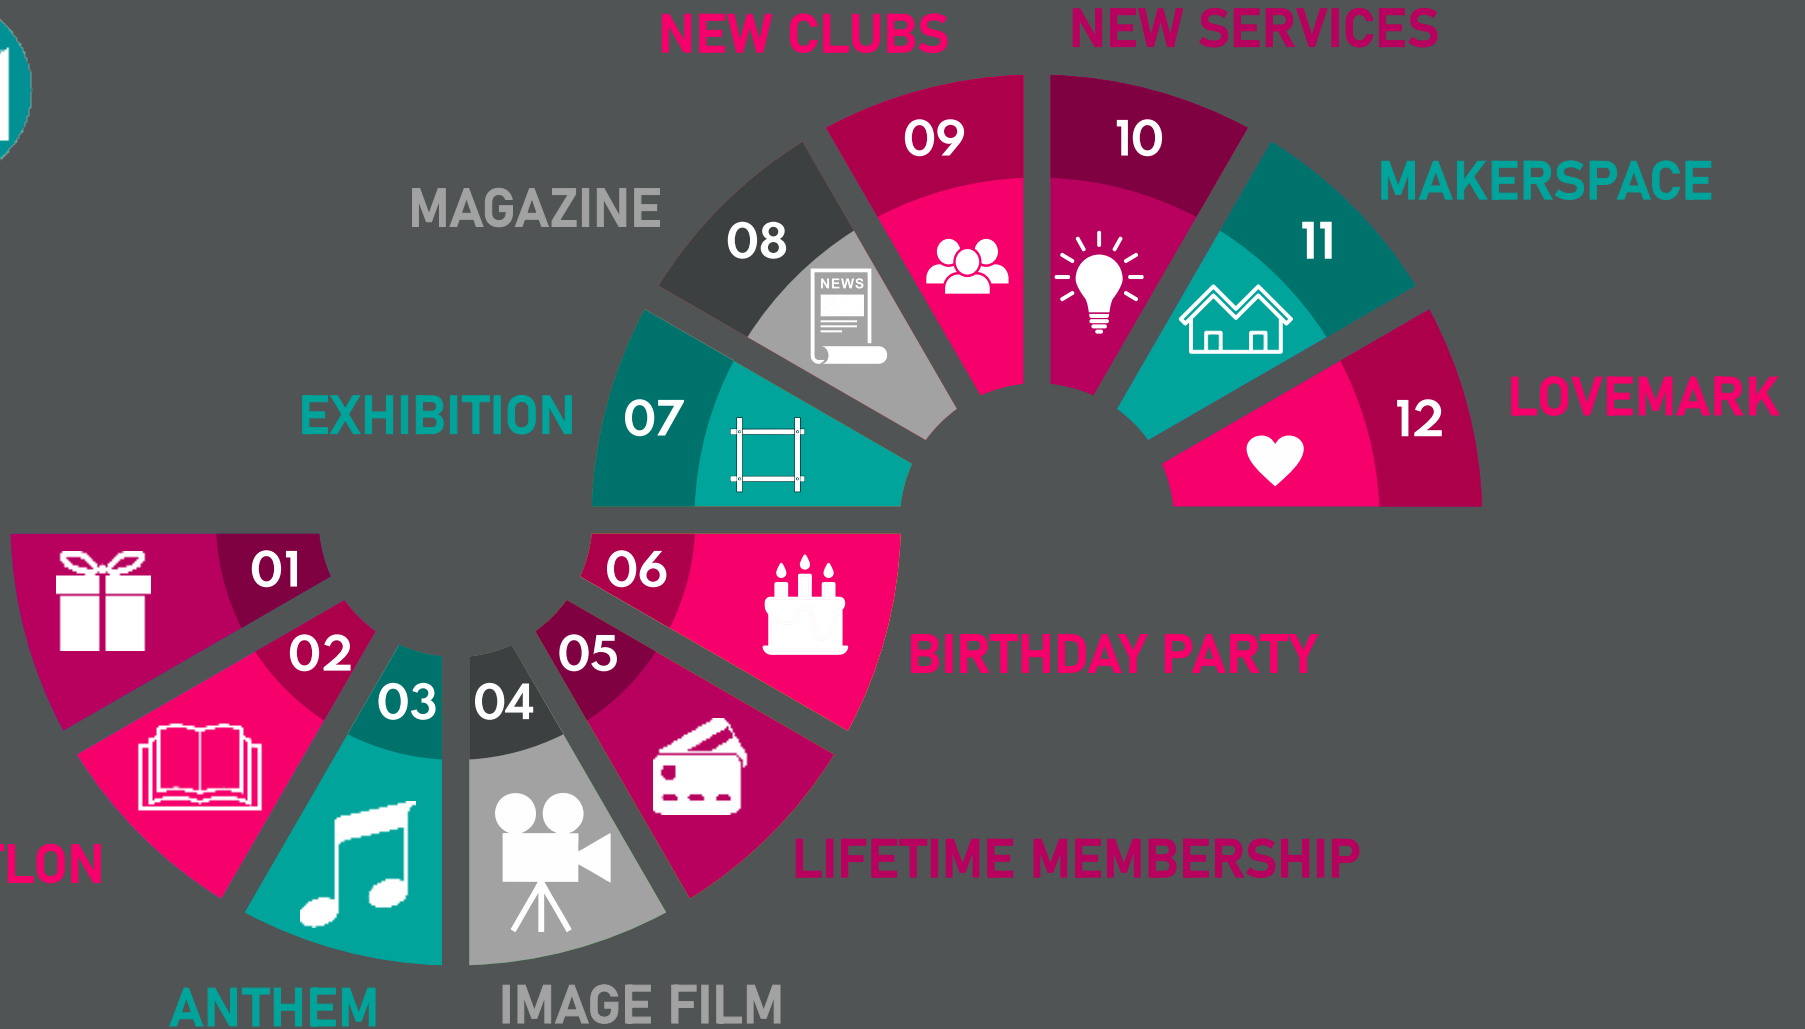 NEW CLUBS
NEW SERVICES
09
10
MAGAZINE
MAKERSPACE
08
11
NEWS
EXHIBITION
07
12
LOVEMARK
01
06
02
05
BIRTHDAY PARTY
03
04
LIFETIME MEMBERSHIP
ANTHEM
IMAGE FILM